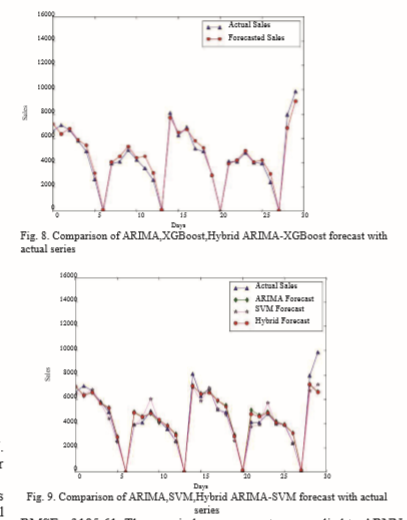 16000
14000
12000
10000
8000
6000
4000
2000
0
Sales
Actual Sales
Forecasted Sales
0 5 10 15 20 25 30
Days
Fig. 8. Comparison of ARIMA,XGBoost,Hybrid ARIMA-XGBoost forecast with
actual series
16000
14000
12000
10000
8000
6000
4000
2000
0
Sales
Actual Sales
ARIMA Forecast
SVM Forecast
Hybrid Forecast
0 5 10 15 20 25 30
Days
Fig. 9. Comparison of ARIMA,SVM,Hybrid ARIMA-SVM forecast with actual
series